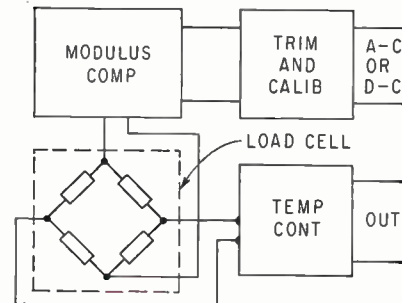 MODULUS
COMP
TRIM
AND
CALIB
A-C
OR
D-C
LOAD CELL
TEMP
CONT
OUT